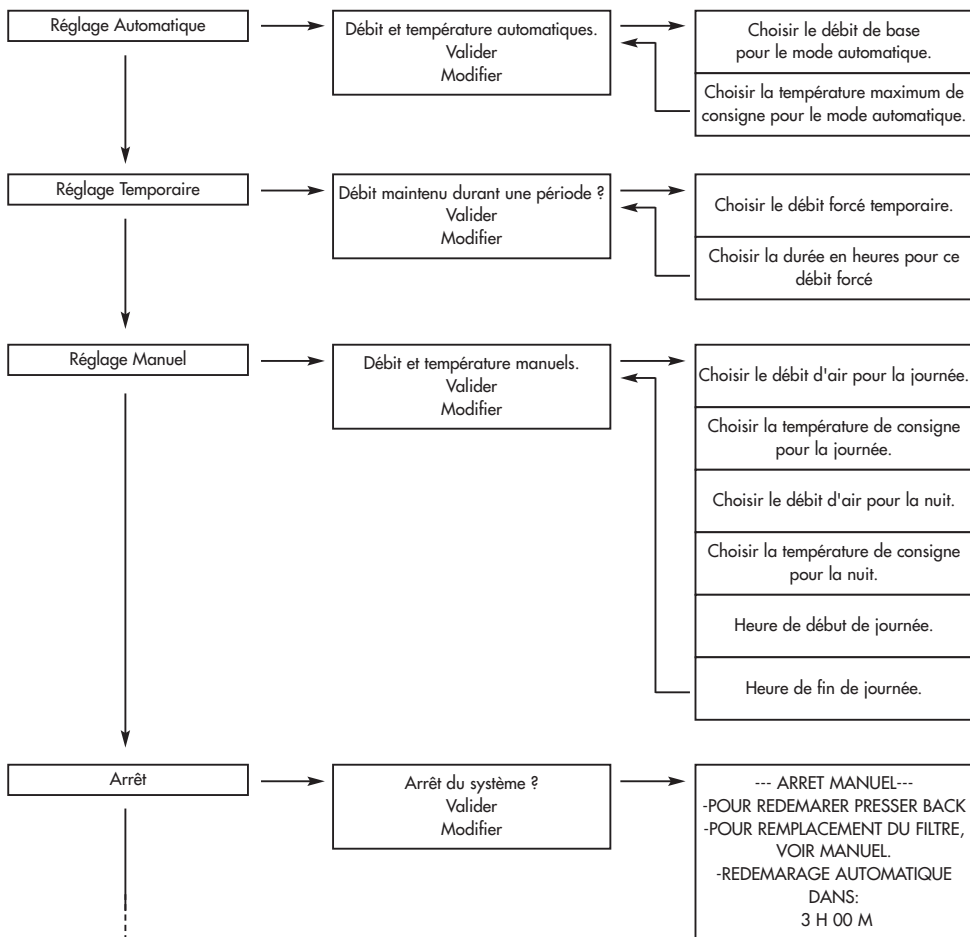 Réglage Automatique
Débit et température automatiques.
Valider
Modifier
Choisir le débit de base
pour le mode automatique.
Choisir la température maximum de
consigne pour le mode automatique.
Réglage Temporaire
Débit maintenu durant une période ?
Valider
Modifier
Choisir le débit forcé temporaire.
Choisir la durée en heures pour ce
débit forcé
Réglage Manuel
Débit et température manuels.
Valider
Modifier
Choisir le débit d'air pour la journée.
Choisir la température de consigne
pour la journée.
Choisir le débit d'air pour la nuit.
Choisir la température de consigne
pour la nuit.
Heure de début de journée.
Heure de fin de journée.
Arrêt
Arrêt du système ?
Valider
Modifier
--- ARRET MANUEL---
-POUR REDEMARER PRESSER BACK
-POUR REMPLACEMENT DU FILTRE,
VOIR MANUEL.
-REDEMARAGE AUTOMATIQUE
DANS:
3 H 00 M